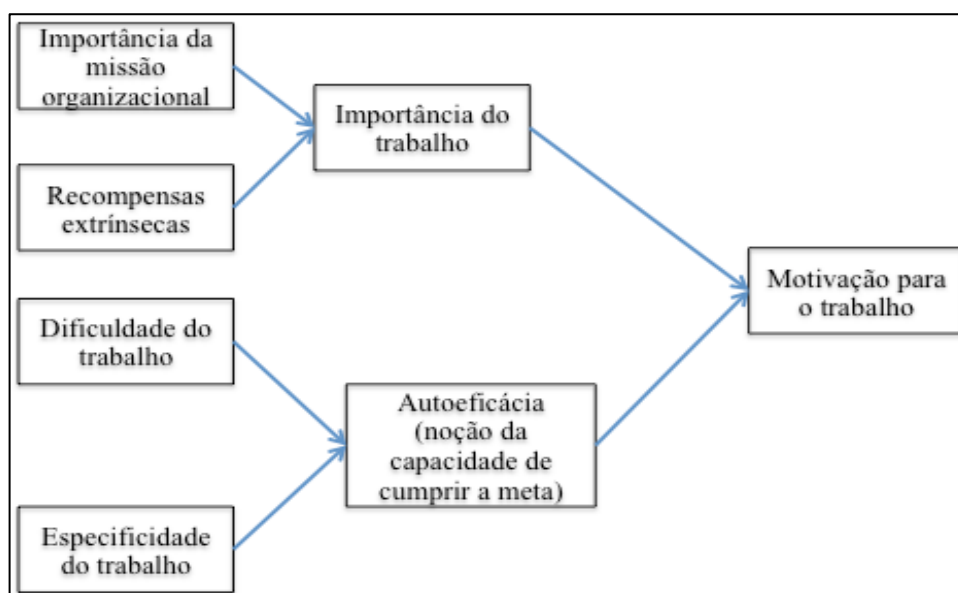 Importância da
missão
organizacional
Importância do
trabalho
Recompensas
extrínsecas
Motivação para
o trabalho
Dificuldade do
trabalho
Autoeficácia
(noção da
capacidade de
cumprir a meta)
Especificidade
do trabalho